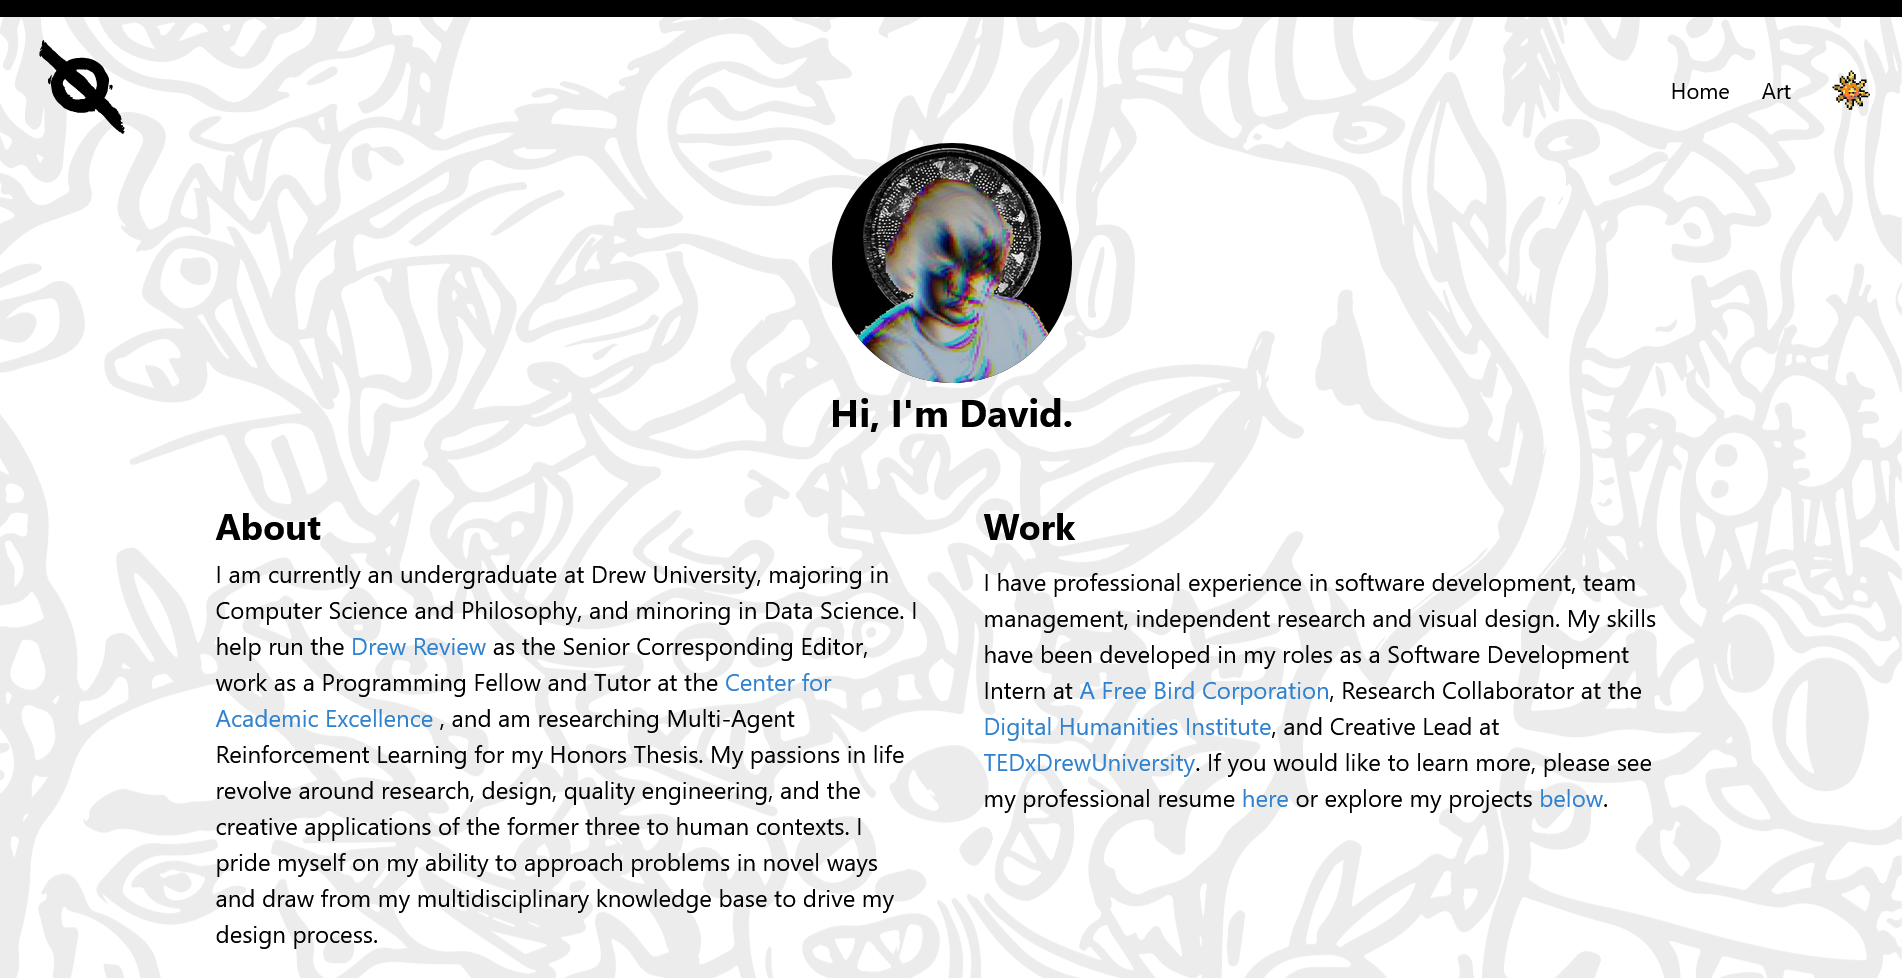 Home Art
Hi, I'm David.
About
I am currently an undergraduate at Drew University, majoring in
Computer Science and Philosophy, and minoring in Data Science. I
help run the Drew Review as the Senior Corresponding Editor,
work as a Programming Fellow and Tutor at the Center for
Academic Excellence , and am researching Multi-Agent
Reinforcement Learning for my Honors Thesis. My passions in life
revolve around research, design, quality engineering, and the
creative applications of the former three to human contexts. I
pride myself on my ability to approach problems in novel ways
and draw from my multidisciplinary knowledge base to drive my
design process.
Work
I have professional experience in software development, team
management, independent research and visual design. My skills
have been developed in my roles as a Software Development
Intern at A Free Bird Corporation, Research Collaborator at the
Digital Humanities Institute, and Creative Lead at
TEDxDrewUniversity. If you would like to learn more, please see
my professional resume here or explore my projects below.